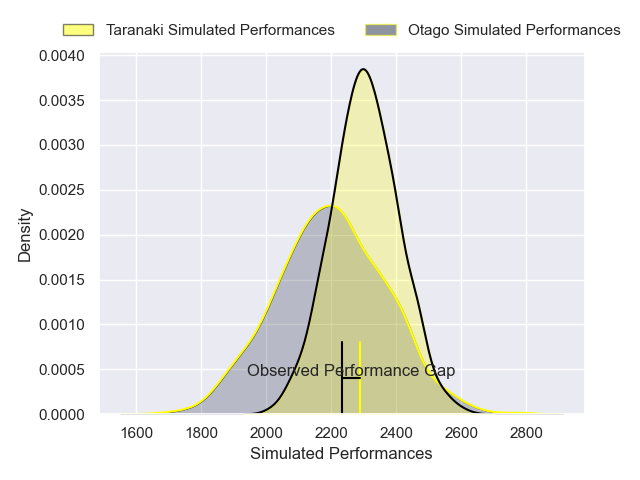 Taranaki Simulated Performances
Otago Simulated Performances
0.0040
0.0035
0.0030
0.0025
0.0020
0.0015
0.0010
0.0005
0.0000
Density
Observed Performance Gap
1600 1800 2000 2200 2400 2600 2800
Simulated Performances